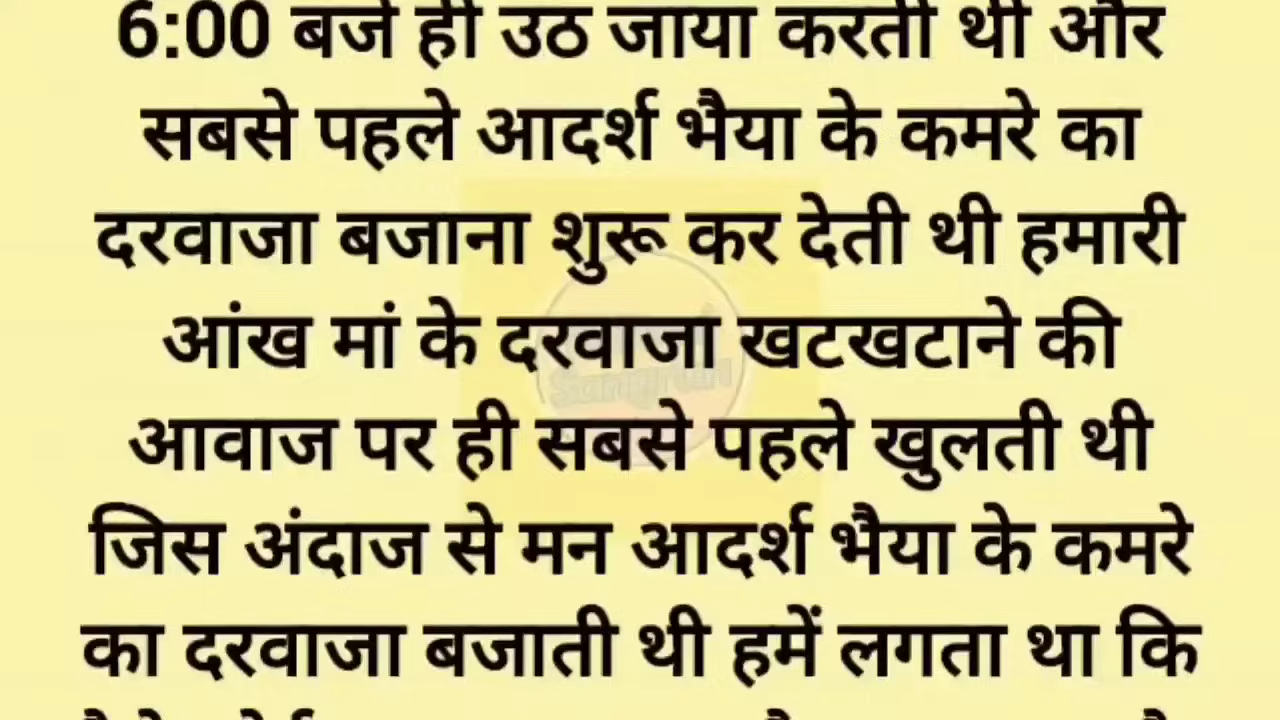 6:00 बजे ही उठ जाया करती थी और
सबसे पहले आदर्श भैया के कमरे का
दरवाजा बजाना शुरू कर देती थी हमारी
आंख मां के दरवाजा खटखटाने की
आवाज पर ही सबसे पहले खुलती थी
जिस अंदाज से मन आदर्श भैया के कमरे
का दरवाजा बजाती थी हमें लगता था कि